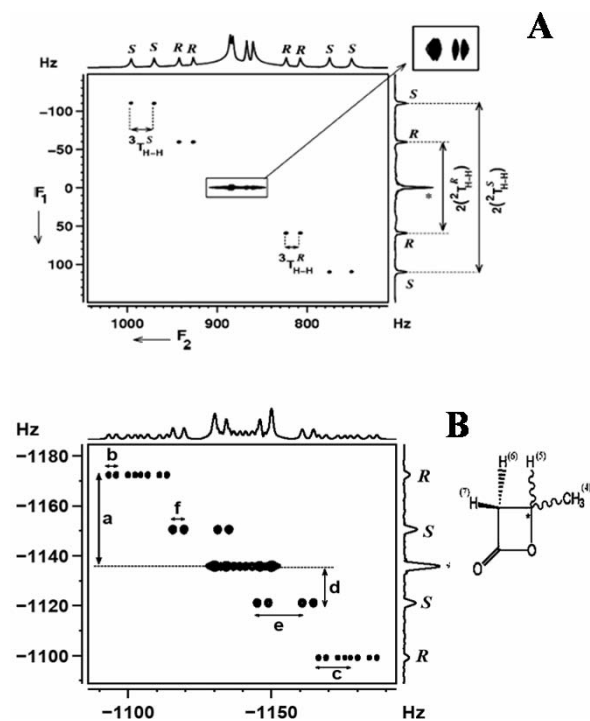 A
Hz
S S R R R R S S
-100
-50
0
50
100
F1
3T S H-H
3T R H-H
S
R
*
R
S
2(2T R H-H)
2(2T S H-H)
1000 900 800 Hz
F2
B
Hz
-1180
-1160
-1140
-1120
-1100
b
a
f
d
e
c
R
S
S
R
-1100 -1150 Hz
H(6) H(5)
(7)H
CH3(4)
*
O
O